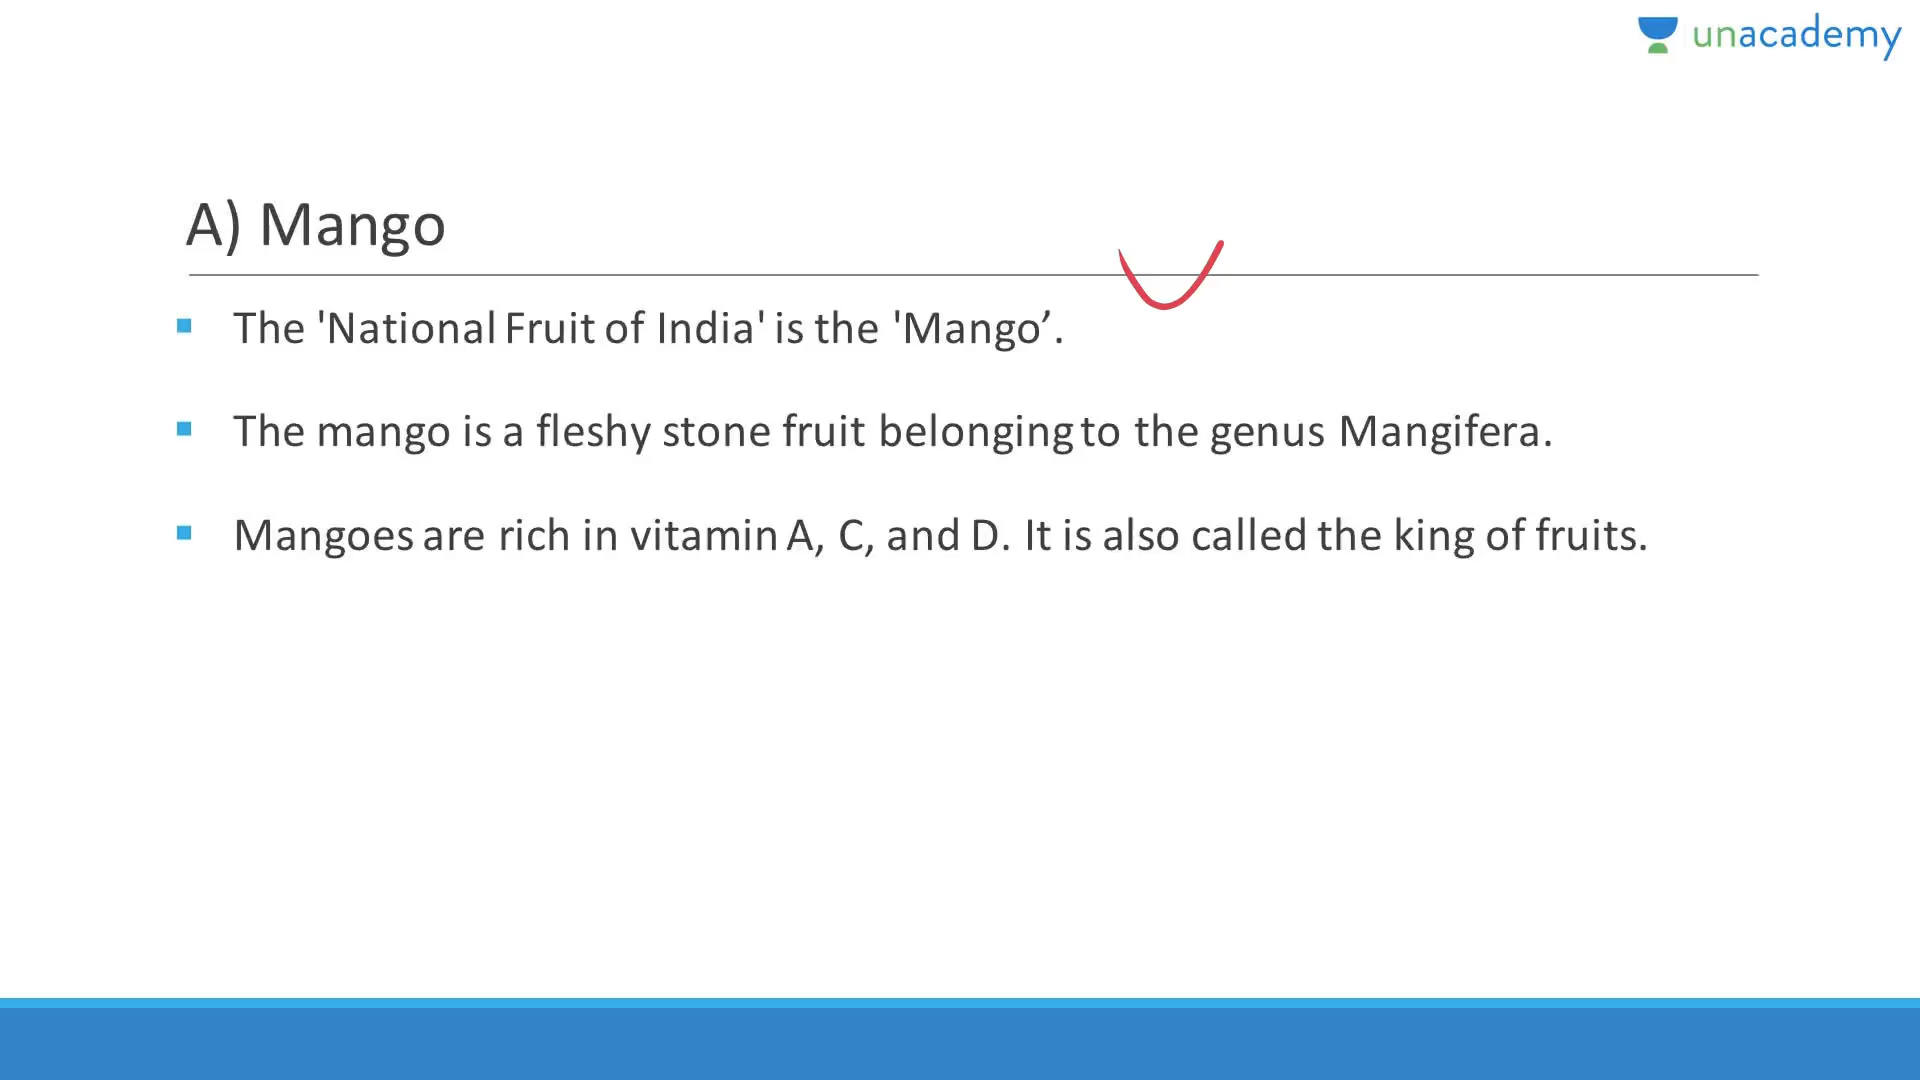 unacademy
A) Mango
The 'National Fruit of India' is the 'Mango’.
The mango is a fleshy stone fruit belonging to the genus Mangifera.
Mangoes are rich in vitamin A, C, and D. It is also called the king of fruits.